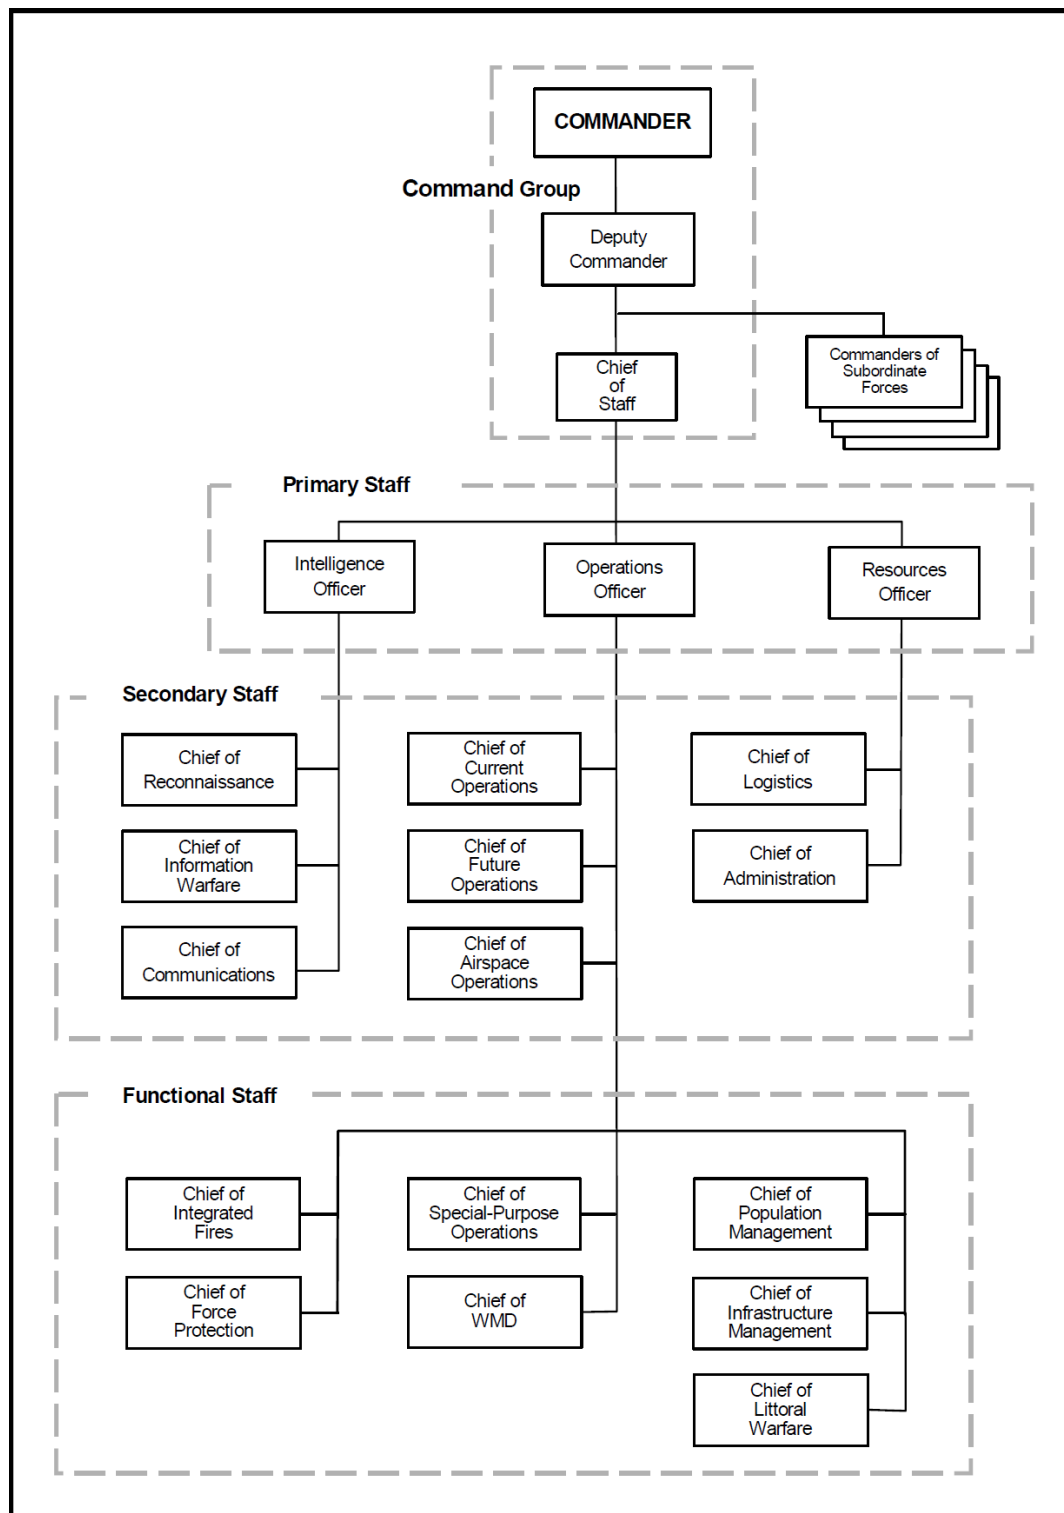 COMMANDER
Command Group
Deputy
Commander
Chief
of
Staff
Commanders of
Subordinate
Forces
Primary Staff
Intelligence
Officer
Operations
Officer
Resources
Officer
Secondary Staff
Chief of
Reconnaissance
Chief of
Current
Operations
Chief of
Logistics
Chief of
Information
Warfare
Chief of
Future
Operations
Chief of
Administration
Chief of
Communications
Chief of
Airspace
Operations
Functional Staff
Chief of
Integrated
Fires
Chief of
Special-Purpose
Operations
Chief of
Population
Management
Chief of
Force
Protection
Chief of
WMD
Chief of
Infrastructure
Management
Chief of
Littoral
Warfare